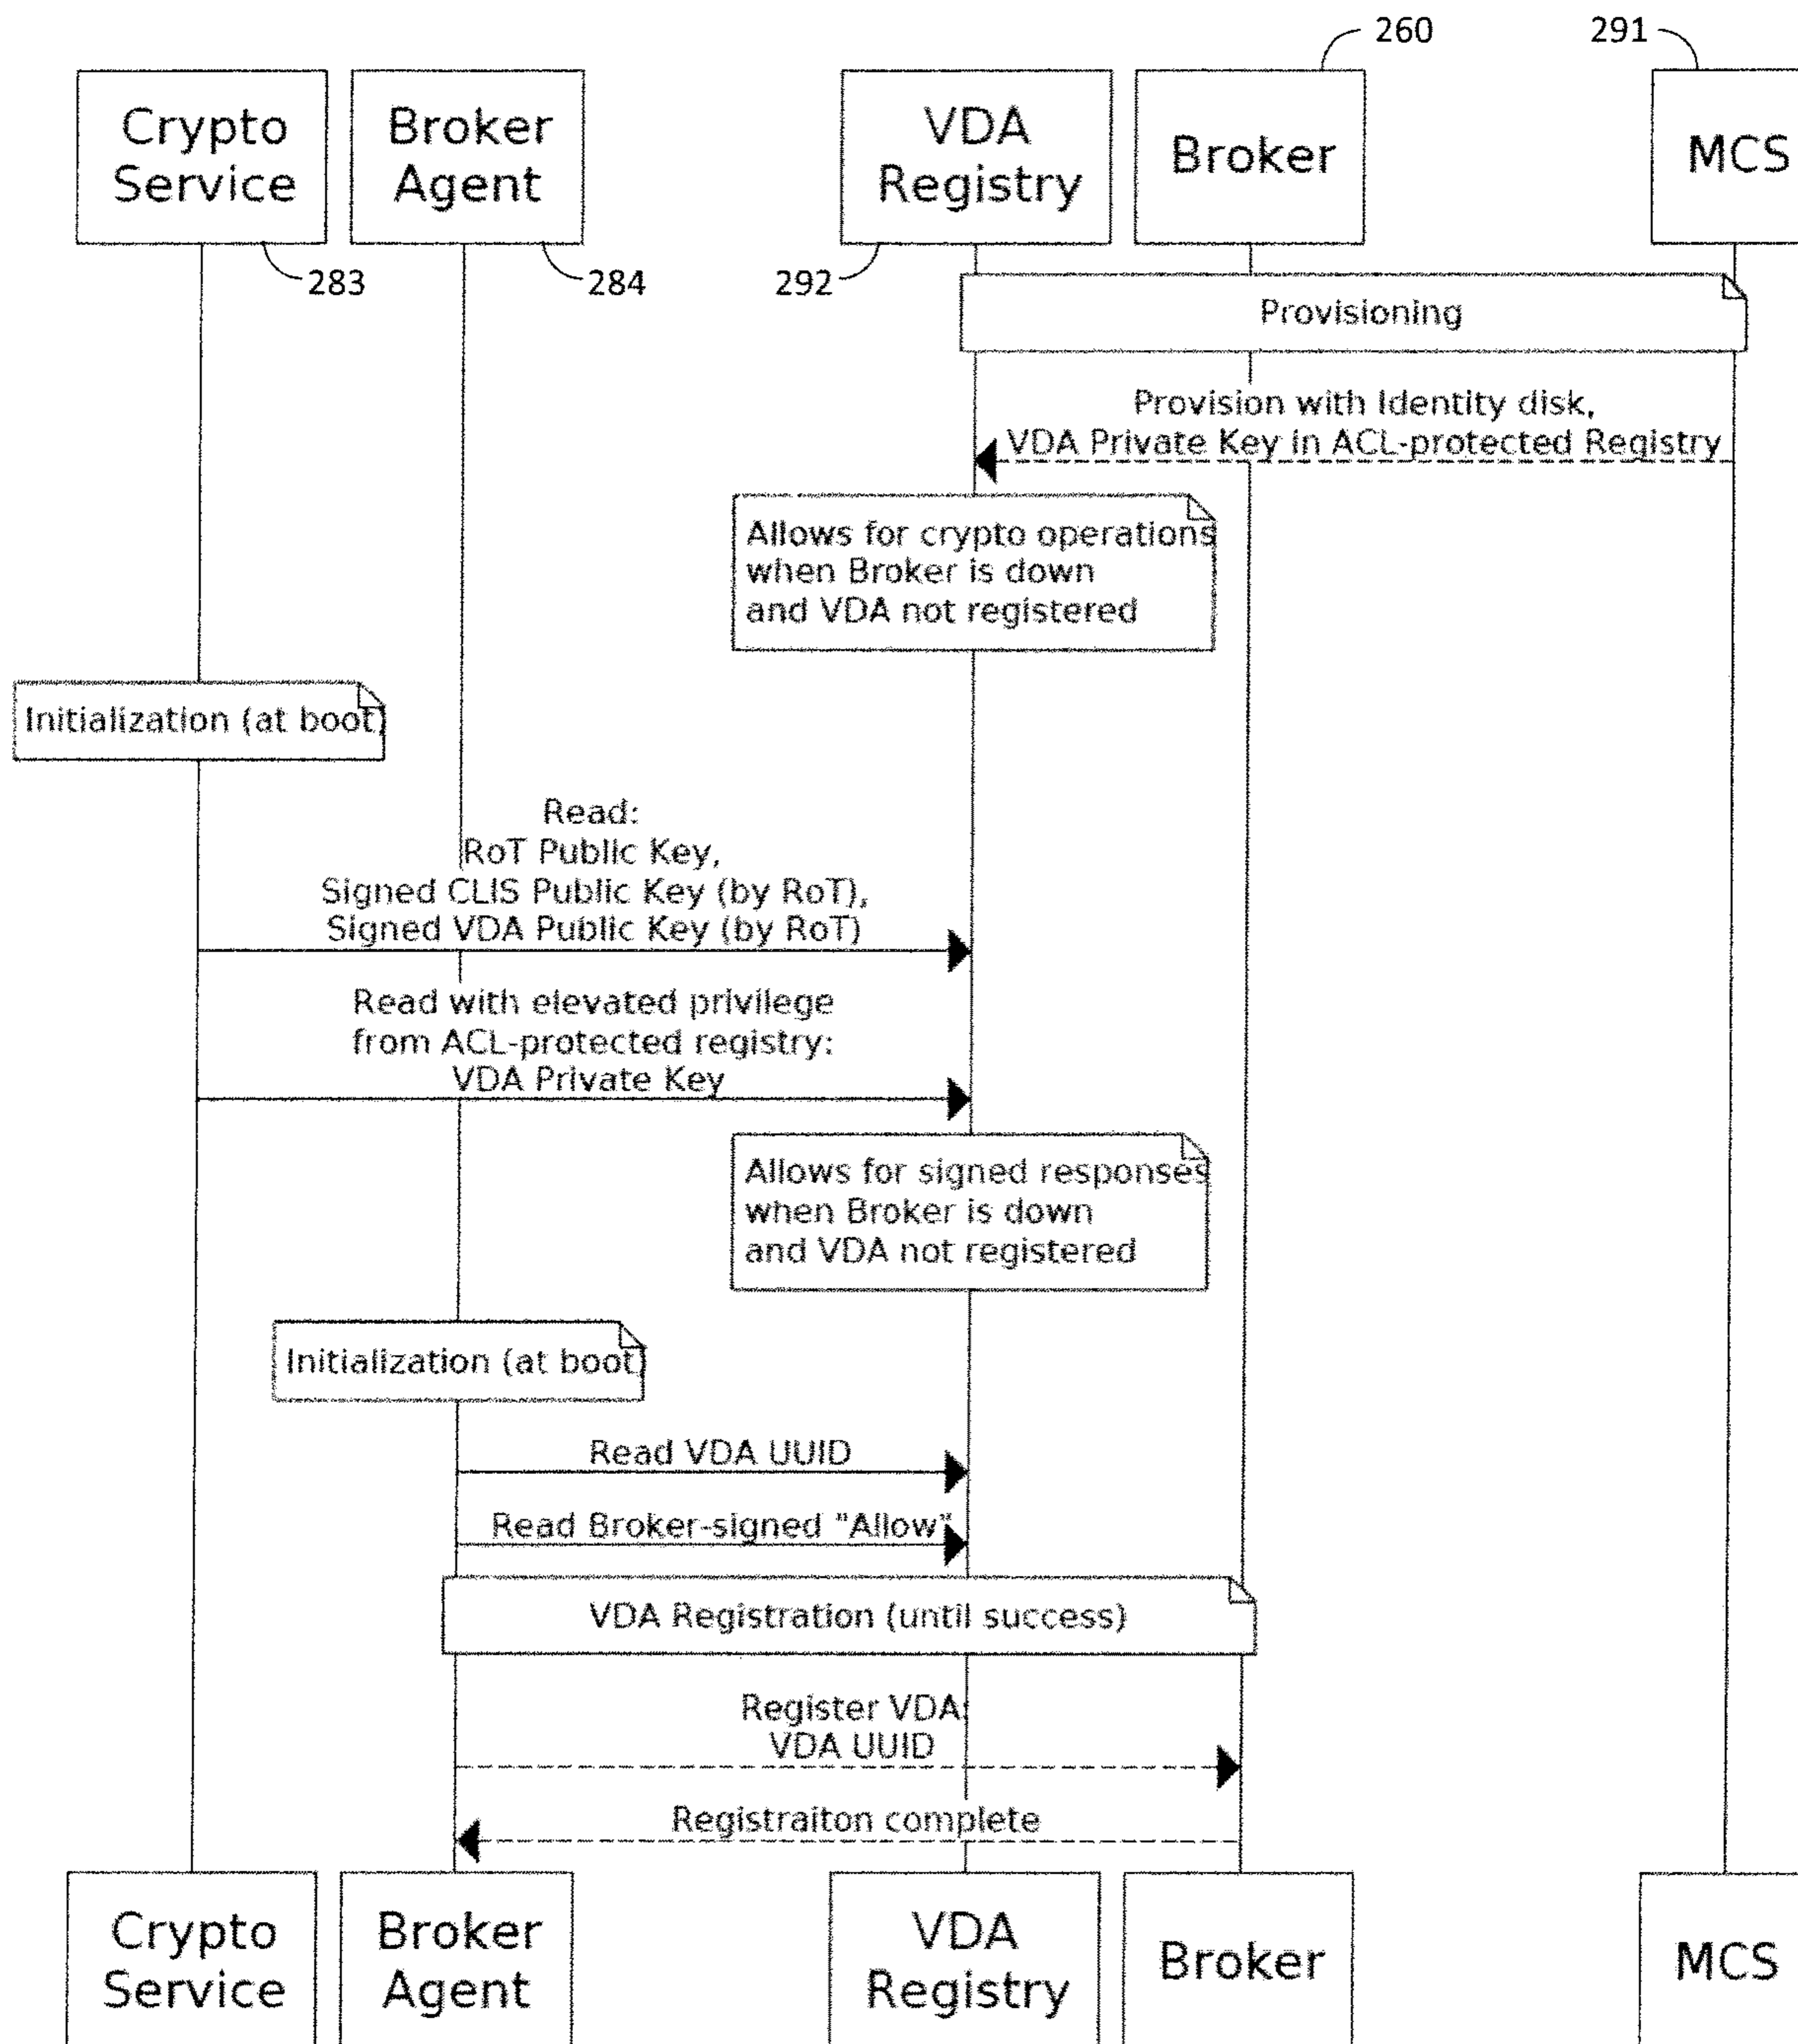 260
291
Crypto
Service
Broker
Agent
VDA
Registry
Broker
MCS
283
284
292
Provisioning
Provision with Identity disk,
VDA Private Key in ACL-protected Registry
Allows for crypto operations
when Broker is down
and VDA not registered
Initialization (at boot)
Read:
RoT Public Key,
Signed CLIS Public Key (by RoT),
Signed VDA Public Key (by RoT)
Read with elevated privilege
from ACL-protected registry:
VDA Private Key
Allows for signed responses
when Broker is down
and VDA not registered
Initialization (at boot)
Read VDA UUID
Read Broker-signed "Allow"
VDA Registration (until success)
Register VDA:
VDA UUID
Registraiton complete
Crypto
Service
Broker
Agent
VDA
Registry
Broker
MCS